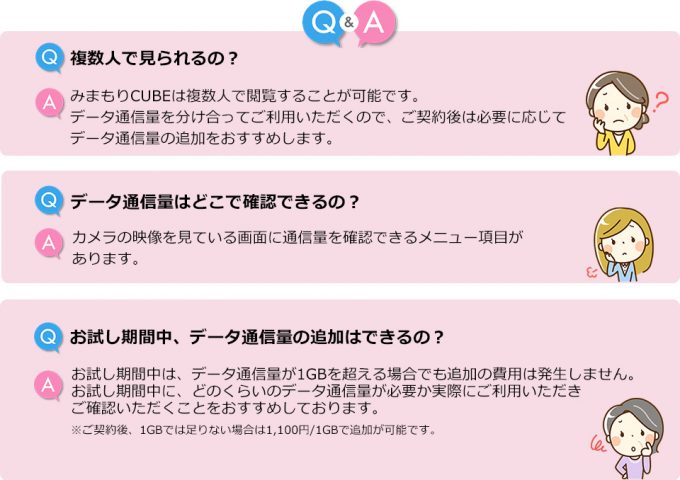 Q & A
Q 複数人で見られるの？
A みまもりCUBEは複数人で閲覧することが可能です。
データ通信量を分け合ってご利用いただくので、ご契約後は必要に応じて
データ通信量の追加をおすすめします。
Q データ通信量はどこで確認できるの？
A カメラの映像を見ている画面に通信量を確認できるメニュー項目が
あります。
Q お試し期間中、データ通信量の追加はできるの？
A お試し期間中は、データ通信量が1GBを超える場合でも追加の費用は発生しません。
お試し期間中に、どのくらいのデータ通信量が必要か実際にご利用いただき
ご確認いただくことをおすすめしております。
※ご契約後、1GBでは足りない場合は1,100円/1GBで追加が可能です。